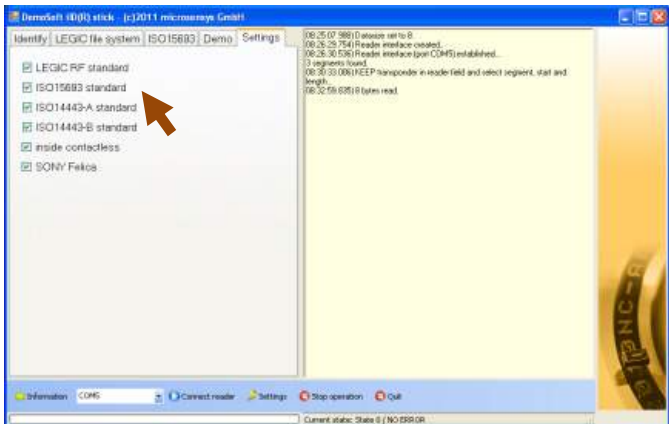 DemoSoft iD(R) stick - (c)2011 microsensys GmbH
Identify LEGIC file system ISO15693 Demo Settings
LEGIC RF standard
ISO15693 standard
ISO14443-A standard
ISO14443-B standard
inside contactless
SONY Felica
08:25:07 988) Datasize set to 8.
08:26:29.754) Reader interface created.
08:26:30.536) Reader interface (port COM5) established...
3 segments found.
08:30:33.006) KEEP transponder in reader field and select segment, start and
length...
08:32:59.835) 8 bytes read.
Information COM5 Connect reader Settings Stop operation Quit
Current static: State 0 ( NO ERROR